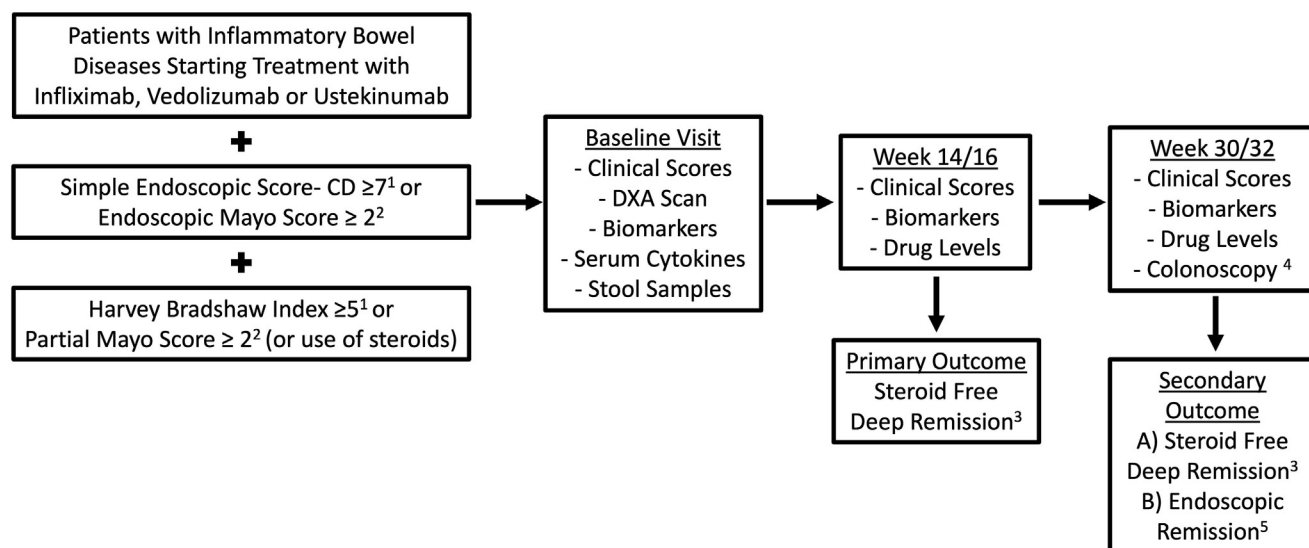 Patients with Inflammatory Bowel
Diseases Starting Treatment with
Infliximab, Vedolizumab or Ustekinumab
+
Simple Endoscopic Score- CD ≥7¹ or
Endoscopic Mayo Score ≥ 2²
+
Harvey Bradshaw Index ≥5¹ or
Partial Mayo Score ≥ 2² (or use of steroids)
Baseline Visit
- Clinical Scores
- DXA Scan
- Biomarkers
- Serum Cytokines
- Stool Samples
Week 14/16
- Clinical Scores
- Biomarkers
- Drug Levels
Primary Outcome
Steroid Free
Deep Remission³
Week 30/32
- Clinical Scores
- Biomarkers
- Drug Levels
- Colonoscopy ⁴
Secondary
Outcome
A) Steroid Free
Deep Remission³
B) Endoscopic
Remission⁵